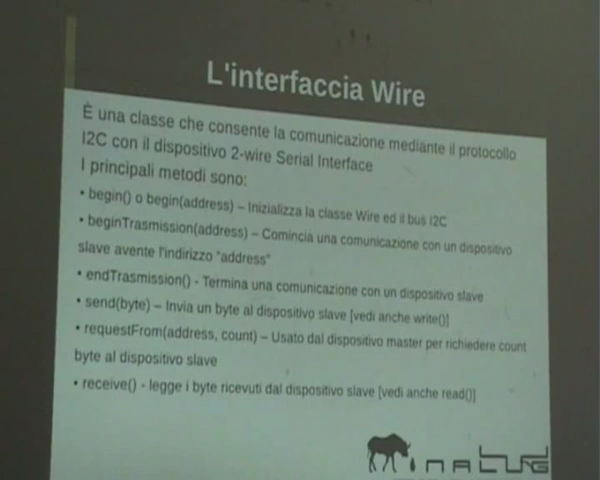 L'interfaccia Wire
È una classe che consente la comunicazione mediante il protocollo
I2C con il dispositivo 2-wire Serial Interface
I principali metodi sono:
• begin() o begin(address) – Inizializza la classe Wire ed il bus I2C
• beginTrasmission(address) – Comincia una comunicazione con un dispositivo
slave avente l'indirizzo "address"
• endTrasmission() - Termina una comunicazione con un dispositivo slave
• send(byte) – Invia un byte al dispositivo slave [vedi anche write()]
• requestFrom(address, count) – Usato dal dispositivo master per richiedere count
byte al dispositivo slave
• receive() - legge i byte ricevuti dal dispositivo slave [vedi anche read()]